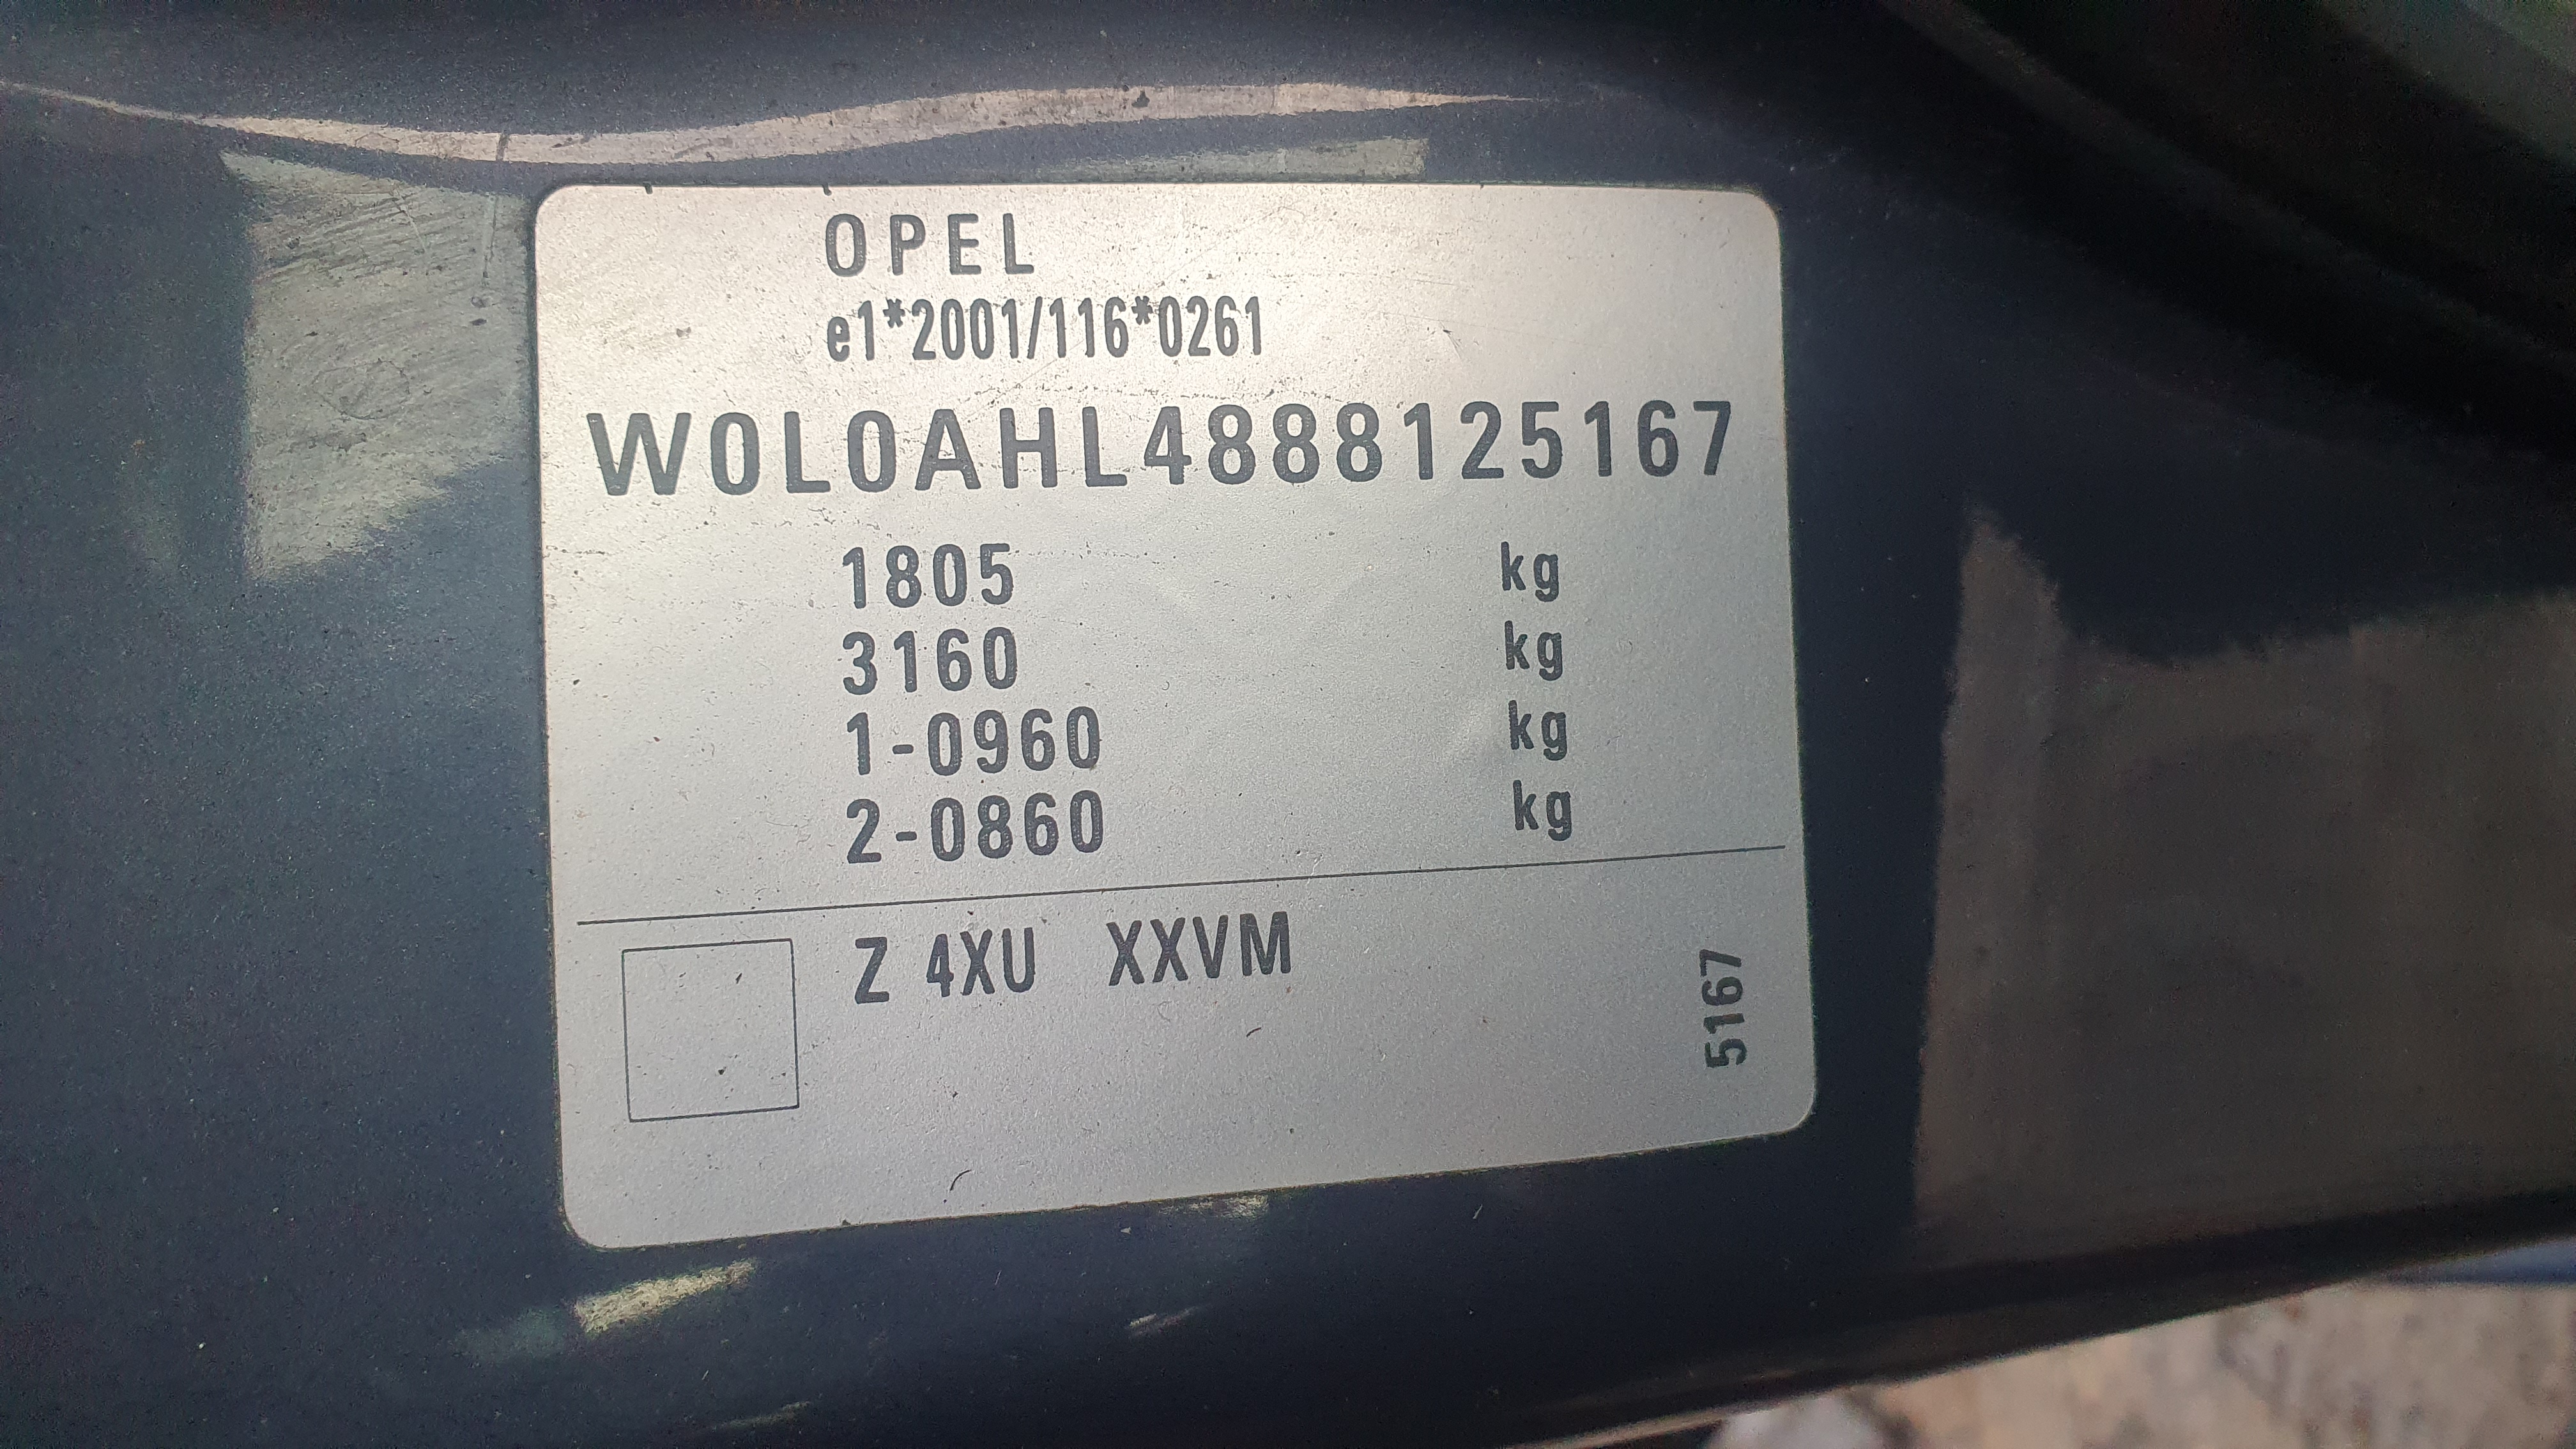 OPEL
e1*2001/116*0261
W0L0AHL4888125167
1805 kg
3160 kg
1-0960 kg
2-0860 kg
Z 4XU XXVM
5167